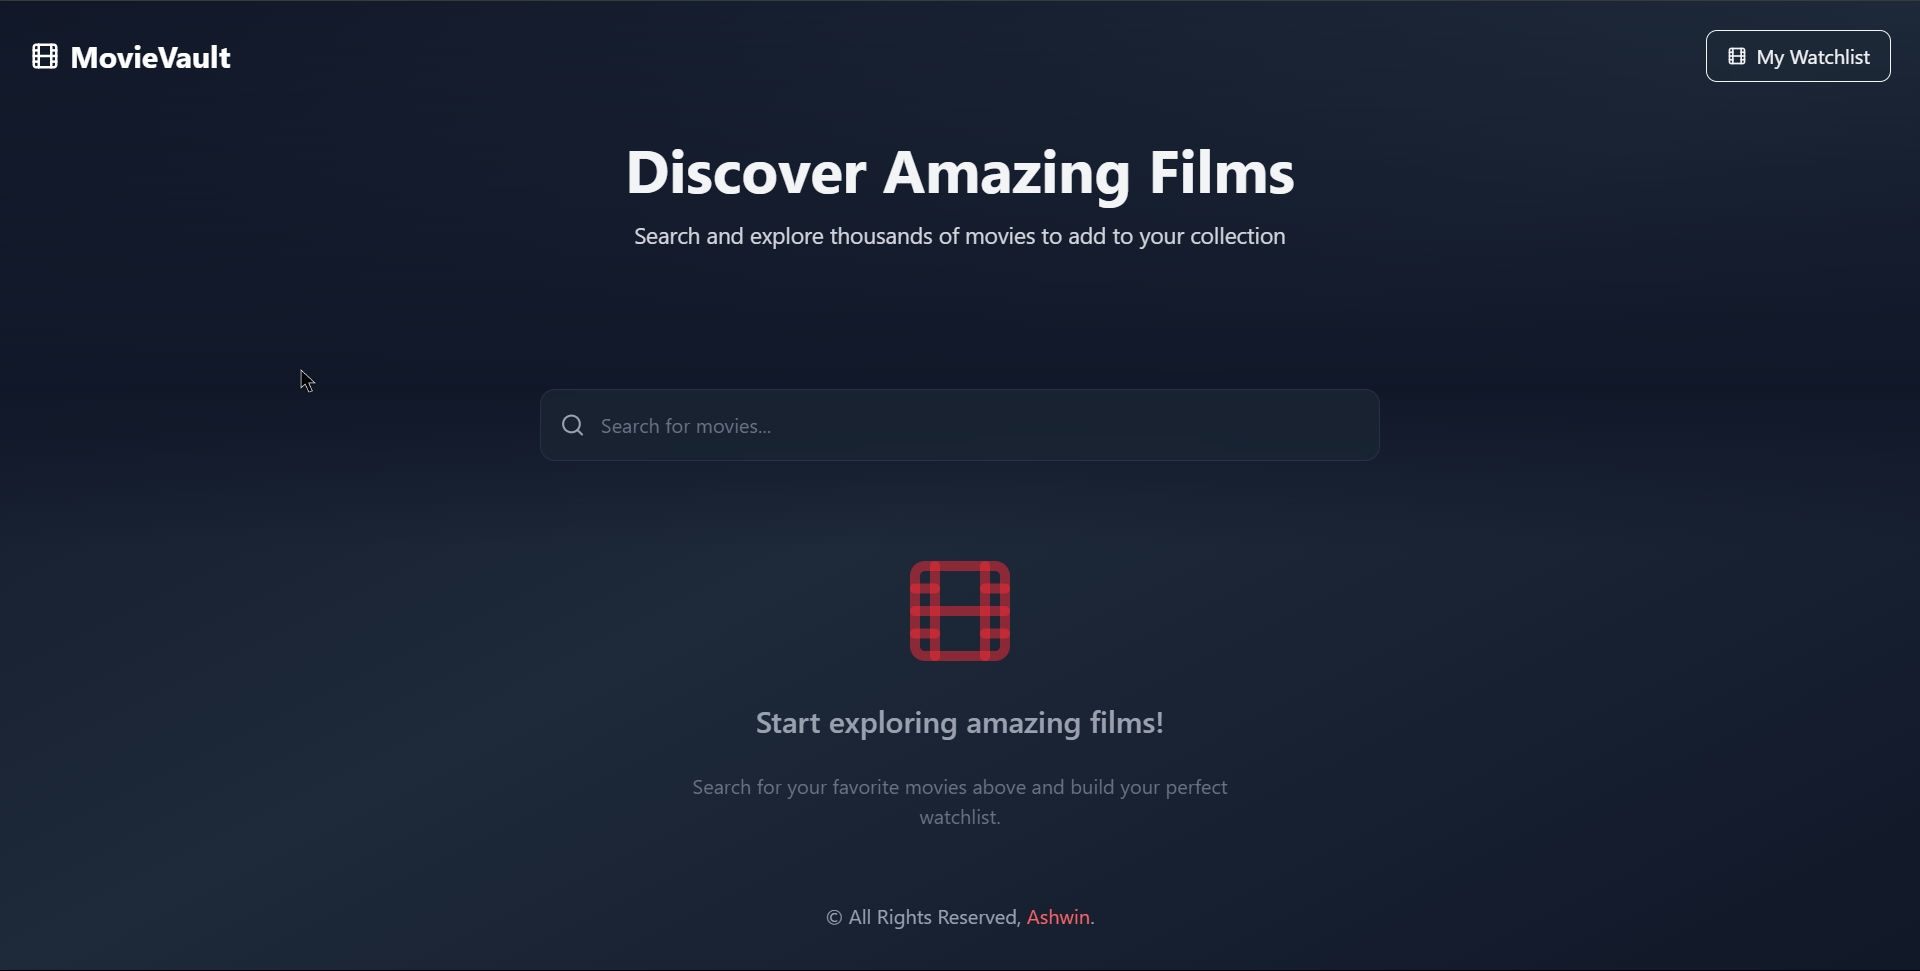 MovieVault
My Watchlist
Discover Amazing Films
Search and explore thousands of movies to add to your collection
Search for movies...
Start exploring amazing films!
Search for your favorite movies above and build your perfect
watchlist.
© All Rights Reserved, Ashwin.